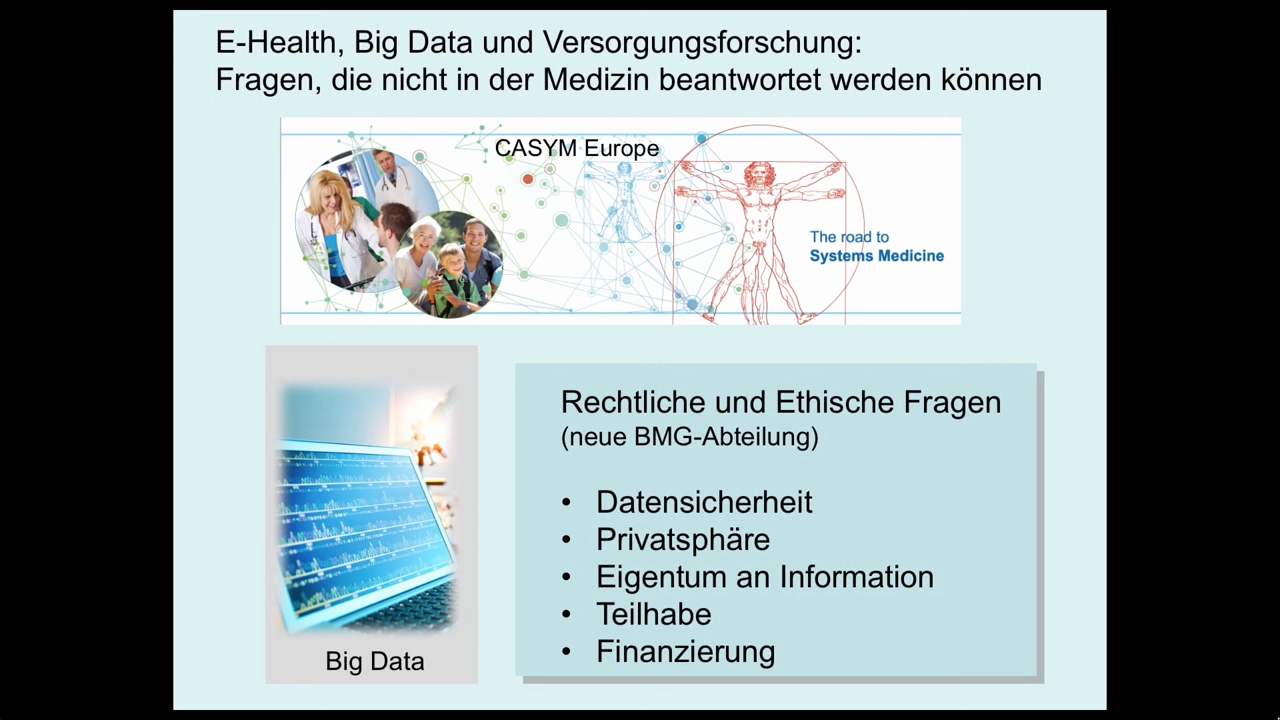 E-Health, Big Data und Versorgungsforschung:
Fragen, die nicht in der Medizin beantwortet werden können
CASYM Europe
The road to
Systems Medicine
Big Data
Rechtliche und Ethische Fragen
(neue BMG-Abteilung)
• Datensicherheit
• Privatsphäre
• Eigentum an Information
• Teilhabe
• Finanzierung